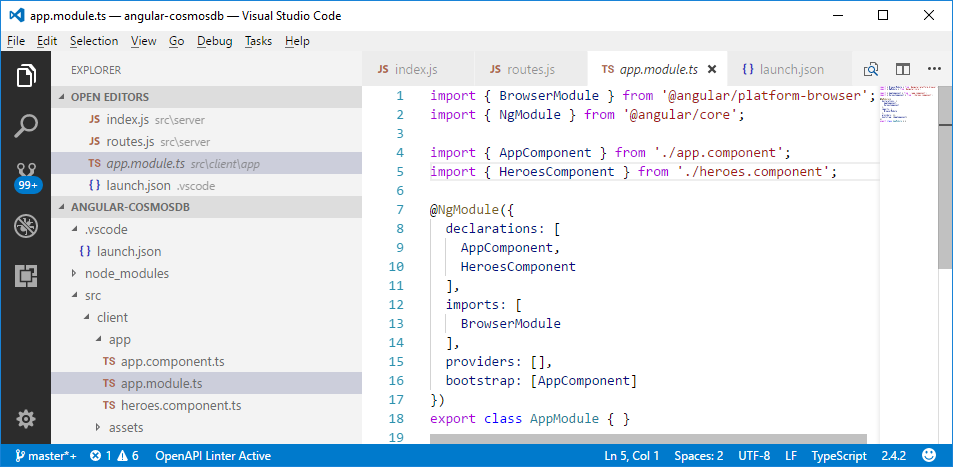 app.module.ts — angular-cosmosdb — Visual Studio Code
File Edit Selection View Go Debug Tasks Help
EXPLORER
OPEN EDITORS
JS index.js src\server
JS routes.js src\server
TS app.module.ts src\client\app
{} launch.json .vscode
ANGULAR-COSMOSDB
.vscode
{} launch.json
node_modules
src
client
app
TS app.component.ts
TS app.module.ts
TS heroes.component.ts
assets
99+
JS index.js JS routes.js TS app.module.ts {} launch.json
1 import { BrowserModule } from '@angular/platform-browser';
2 import { NgModule } from '@angular/core';
3
4 import { AppComponent } from './app.component';
5 import { HeroesComponent } from './heroes.component';
6
7 @NgModule({
8 declarations: [
9 AppComponent,
10 HeroesComponent
11 ],
12 imports: [
13 BrowserModule
14 ],
15 providers: [],
16 bootstrap: [AppComponent]
17 })
18 export class AppModule { }
19
master*+ 1 6 OpenAPI Linter Active Ln 5, Col 1 Spaces: 2 UTF-8 LF TypeScript 2.4.2